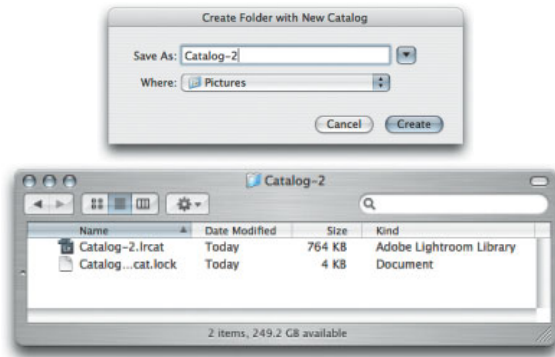 Create Folder with New Catalog
Save As: Catalog-2
Where: Pictures
Cancel Create
Catalog-2
Name Date Modified Size Kind
Catalog-2.lrcat Today 764 KB Adobe Lightroom Library
Catalog...cat.lock Today 4 KB Document
2 items, 249.2 GB available